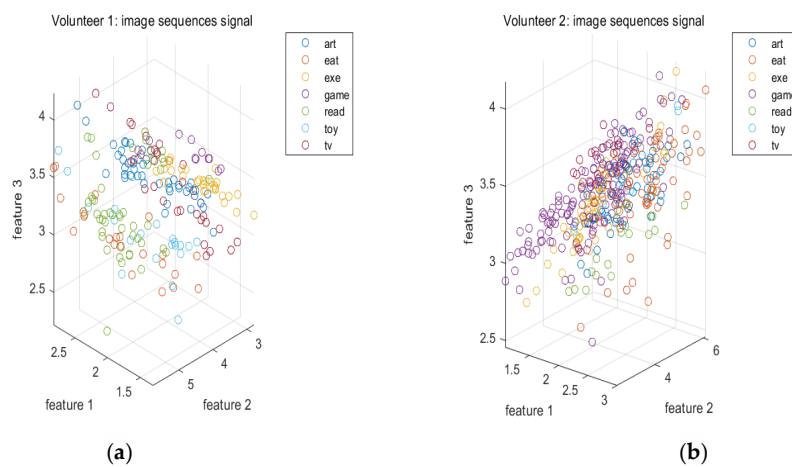 Volunteer 1: image sequences signal
art
eat
exe
game
read
toy
tv
4
3.5
3
2.5
feature 3
2.5
2
1.5
feature 1
5
4
3
feature 2
(a)
Volunteer 2: image sequences signal
art
eat
exe
game
read
toy
tv
4
3.5
3
2.5
feature 3
1.5
2
2.5
3
feature 1
4
6
feature 2
(b)